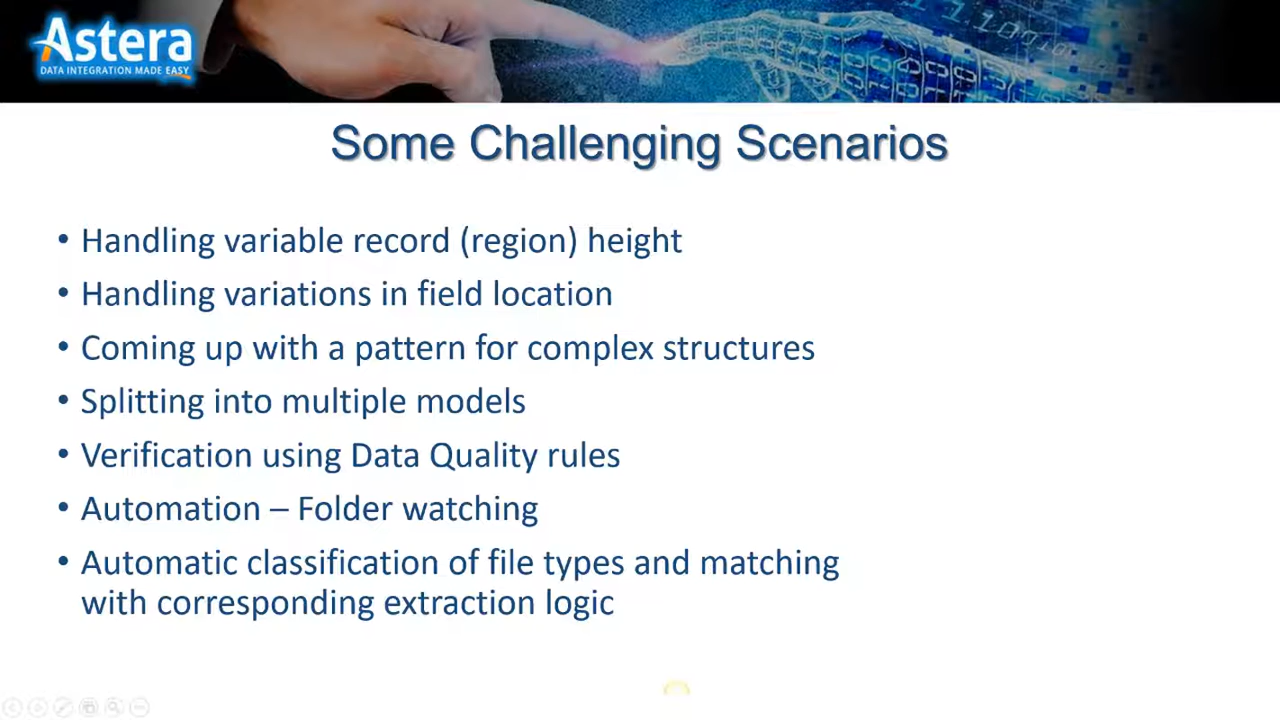 Astera
DATA INTEGRATION MADE EASY
Some Challenging Scenarios
• Handling variable record (region) height
• Handling variations in field location
• Coming up with a pattern for complex structures
• Splitting into multiple models
• Verification using Data Quality rules
• Automation – Folder watching
• Automatic classification of file types and matching
with corresponding extraction logic